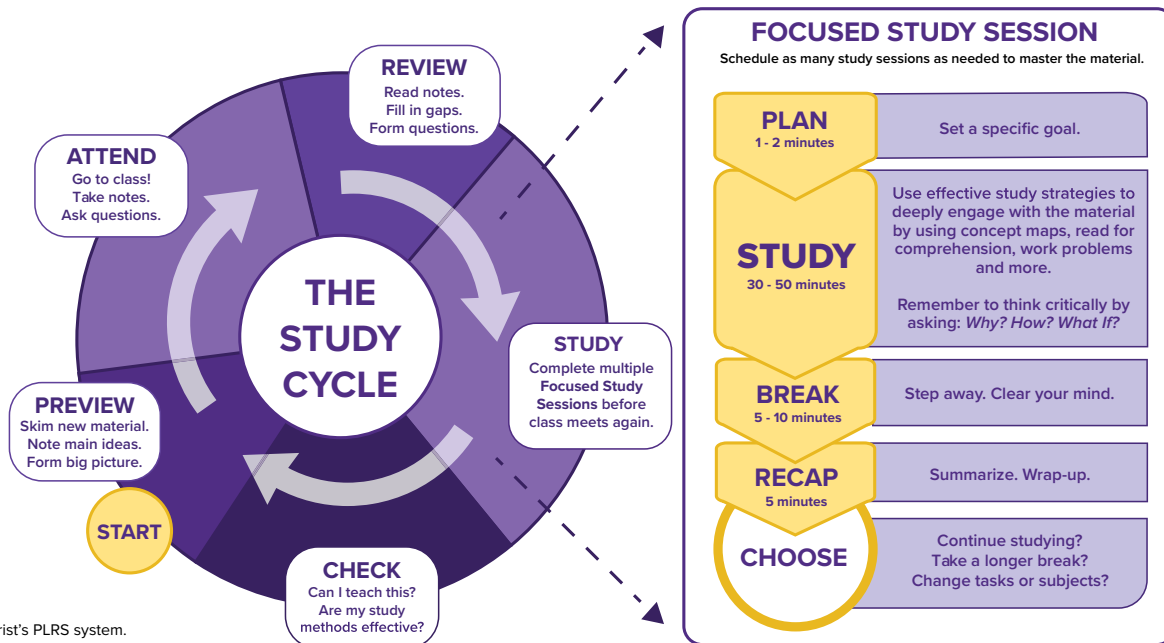 REVIEW
Read notes.
Fill in gaps.
Form questions.
ATTEND
Go to class!
Take notes.
Ask questions.
THE
STUDY
CYCLE
STUDY
Complete multiple
Focused Study
Sessions before
class meets again.
PREVIEW
Skim new material.
Note main ideas.
Form big picture.
START
CHECK
Can I teach this?
Are my study
methods effective?
rist's PLRS system.
FOCUSED STUDY SESSION
Schedule as many study sessions as needed to master the material.
PLAN
1 - 2 minutes
Set a specific goal.
STUDY
30 - 50 minutes
Use effective study strategies to
deeply engage with the material
by using concept maps, read for
comprehension, work problems
and more.
Remember to think critically by
asking: Why? How? What If?
BREAK
5 - 10 minutes
Step away. Clear your mind.
RECAP
5 minutes
Summarize. Wrap-up.
CHOOSE
Continue studying?
Take a longer break?
Change tasks or subjects?